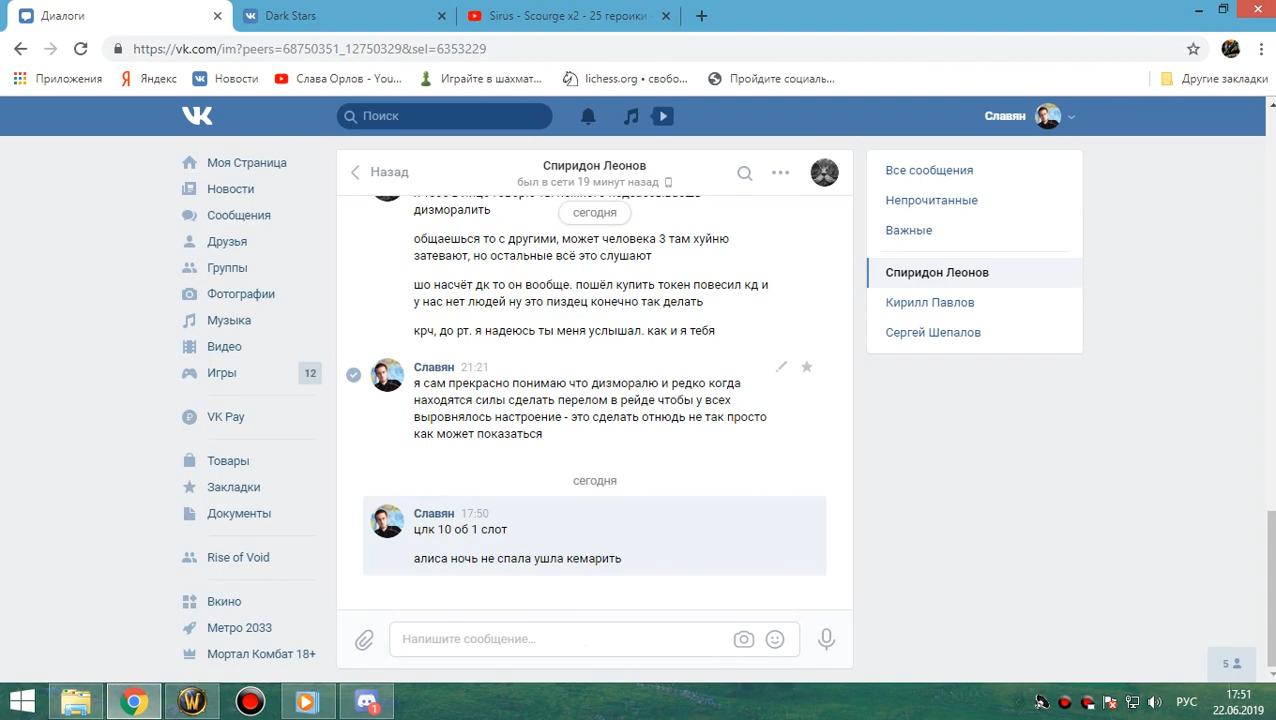 Диалоги
Dark Stars
Sirus - Scourge x2 - 25 героики
https://vk.com/im?peers=68750351_12750329&sel=6353229
Приложения
Яндекс
Новости
Слава Орлов - You...
Играйте в шахмат...
lichess.org • свобо...
Пройдите социаль...
Другие закладки
Поиск
Славян
Моя Страница
Новости
Сообщения
Друзья
Группы
Фотографии
Музыка
Видео
Игры 12
VK Pay
Товары
Закладки
Документы
Rise of Void
Вкино
Метро 2033
Мортал Комбат 18+
Назад
Спиридон Леонов
был в сети 19 минут назад
дизморалить
сегодня
общаешься то с другими, может человека 3 там хуйню
затевают, но остальные всё это слушают
шо насчёт дк то он вообще. пошёл купить токен повесил кд и
у нас нет людей ну это пиздец конечно так делать
крч, до рт. я надеюсь ты меня услышал. как и я тебя
Славян 21:21
я сам прекрасно понимаю что дизморалю и редко когда
находятся силы сделать перелом в рейде чтобы у всех
выровнялось настроение - это сделать отнюдь не так просто
как может показаться
сегодня
Славян 17:50
цлк 10 об 1 слот
алиса ночь не спала ушла кемарить
Напишите сообщение...
Все сообщения
Непрочитанные
Важные
Спиридон Леонов
Кирилл Павлов
Сергей Шепалов
5
1
РУС
17:51
22.06.2019